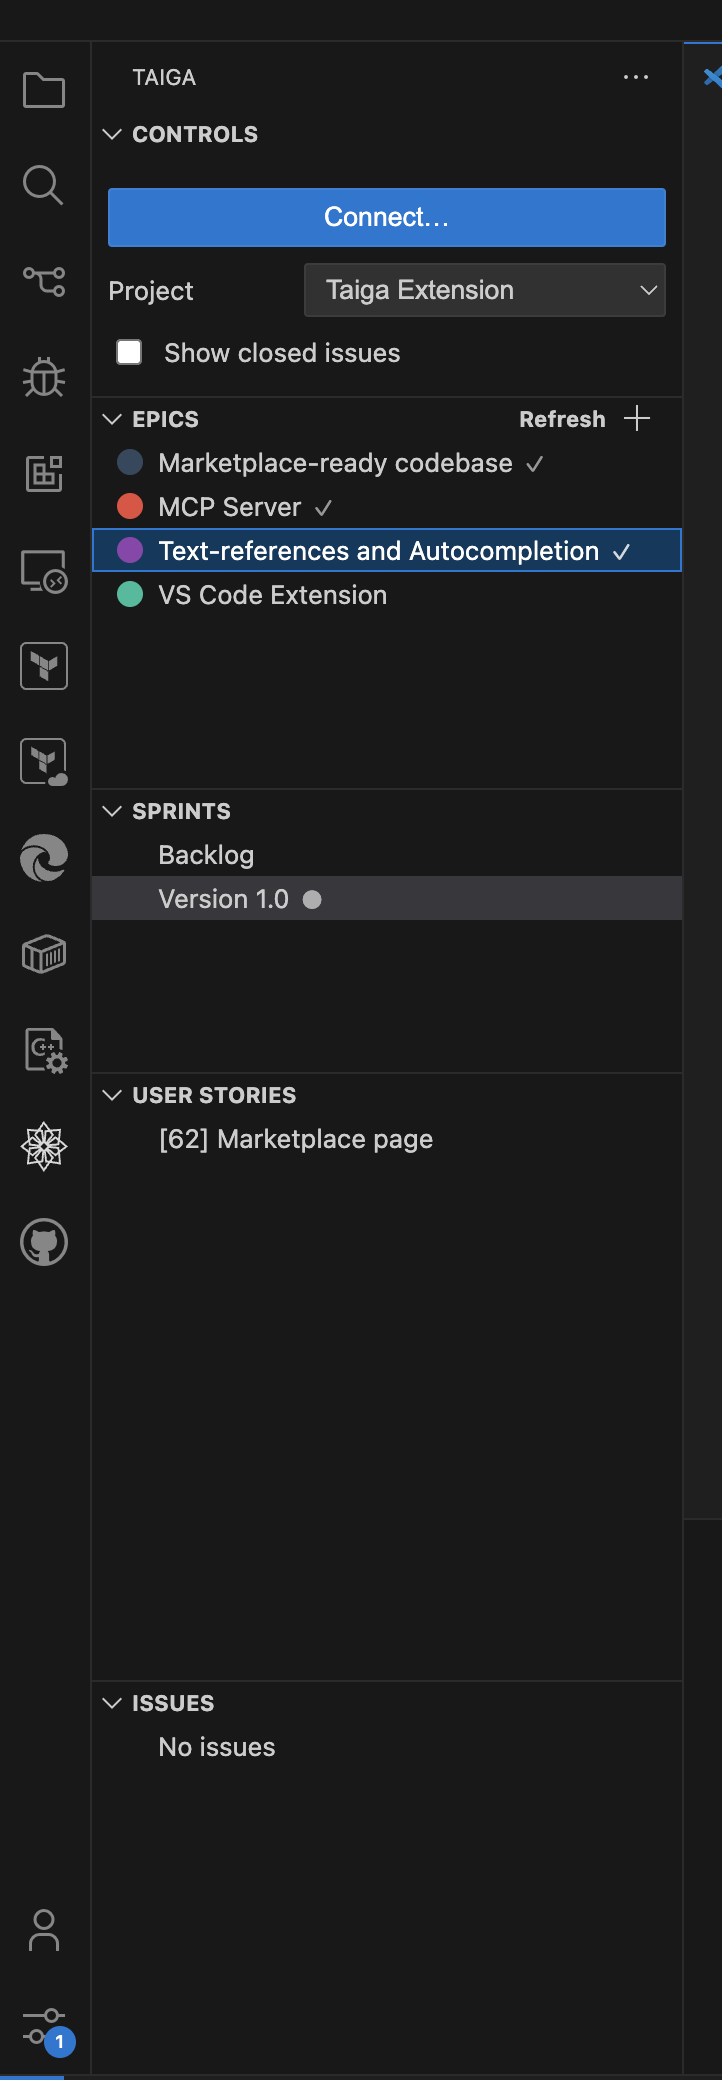 TAIGA
CONTROLS
Connect...
Project
Taiga Extension
Show closed issues
EPICS
Refresh
Marketplace-ready codebase ✓
MCP Server ✓
Text-references and Autocompletion ✓
VS Code Extension
SPRINTS
Backlog
Version 1.0
USER STORIES
[62] Marketplace page
C++
ISSUES
No issues
1